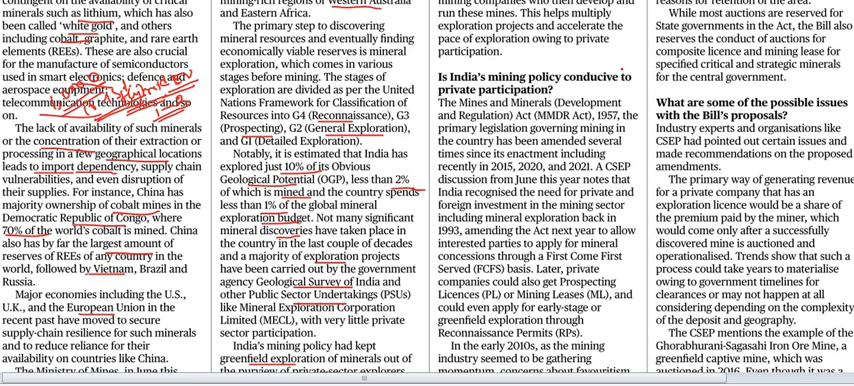 contingent on the availability of critical
minerals such as lithium, which has also
been called 'white gold', and others
including cobalt, graphite, and rare earth
elements (REEs). These are also crucial
for the manufacture of semiconductors
used in smart electronics; defence and
aerospace equipment;
telecommunication technologies and so
on.
The lack of availability of such minerals
or the concentration of their extraction or
processing in a few geographical locations
leads to import dependency, supply chain
vulnerabilities, and even disruption of
their supplies. For instance, China has
majority ownership of cobalt mines in the
Democratic Republic of Congo, where
70% of the world's cobalt is mined. China
also has by far the largest amount of
reserves of REEs of any country in the
world, followed by Vietnam, Brazil and
Russia.
Major economies including the U.S.,
U.K., and the European Union in the
recent past have moved to secure
supply-chain resilience for such minerals
and to reduce reliance for their
availability on countries like China.
The Ministry of Mines, in June this
mining-rich regions of Western Australia
and Eastern Africa.
The primary step to discovering
mineral resources and eventually finding
economically viable reserves is mineral
exploration, which comes in various
stages before mining. The stages of
exploration are divided as per the United
Nations Framework for Classification of
Resources into G4 (Reconnaissance), G3
(Prospecting), G2 (General Exploration),
and G1 (Detailed Exploration).
Notably, it is estimated that India has
explored just 10% of its Obvious
Geological Potential (OGP), less than 2%
of which is mined and the country spends
less than 1% of the global mineral
exploration budget. Not many significant
mineral discoveries have taken place in
the country in the last couple of decades
and a majority of exploration projects
have been carried out by the government
agency Geological Survey of India and
other Public Sector Undertakings (PSUs)
like Mineral Exploration Corporation
Limited (MECL), with very little private
sector participation.
India's mining policy had kept
greenfield exploration of minerals out of
the purview of private-sector explorers
mining companies who then develop and
run these mines. This helps multiply
exploration projects and accelerate the
pace of exploration owing to private
participation.
Is India's mining policy conducive to
private participation?
The Mines and Minerals (Development
and Regulation) Act (MMDR Act), 1957, the
primary legislation governing mining in
the country has been amended several
times since its enactment including
recently in 2015, 2020, and 2021. A CSEP
discussion from June this year notes that
India recognised the need for private and
foreign investment in the mining sector
including mineral exploration back in
1993, amending the Act next year to allow
interested parties to apply for mineral
concessions through a First Come First
Served (FCFS) basis. Later, private
companies could also get Prospecting
Licences (PL) or Mining Leases (ML), and
could even apply for early-stage or
greenfield exploration through
Reconnaissance Permits (RPs).
In the early 2010s, as the mining
industry seemed to be gathering
momentum, concerns about favouritism
reasons for retention of the area.
While most auctions are reserved for
State governments in the Act, the Bill also
reserves the conduct of auctions for
composite licence and mining lease for
specified critical and strategic minerals
for the central government.
What are some of the possible issues
with the Bill's proposals?
Industry experts and organisations like
CSEP had pointed out certain issues and
made recommendations on the proposed
amendments.
The primary way of generating revenue
for a private company that has an
exploration licence would be a share of
the premium paid by the miner, which
would come only after a successfully
discovered mine is auctioned and
operationalised. Trends show that such a
process could take years to materialise
owing to government timelines for
clearances or may not happen at all
considering depending on the complexity
of the deposit and geography.
The CSEP mentions the example of the
Ghorabhurani-Sagasahi Iron Ore Mine, a
greenfield captive mine, which was
auctioned in 2016. Even though it was a